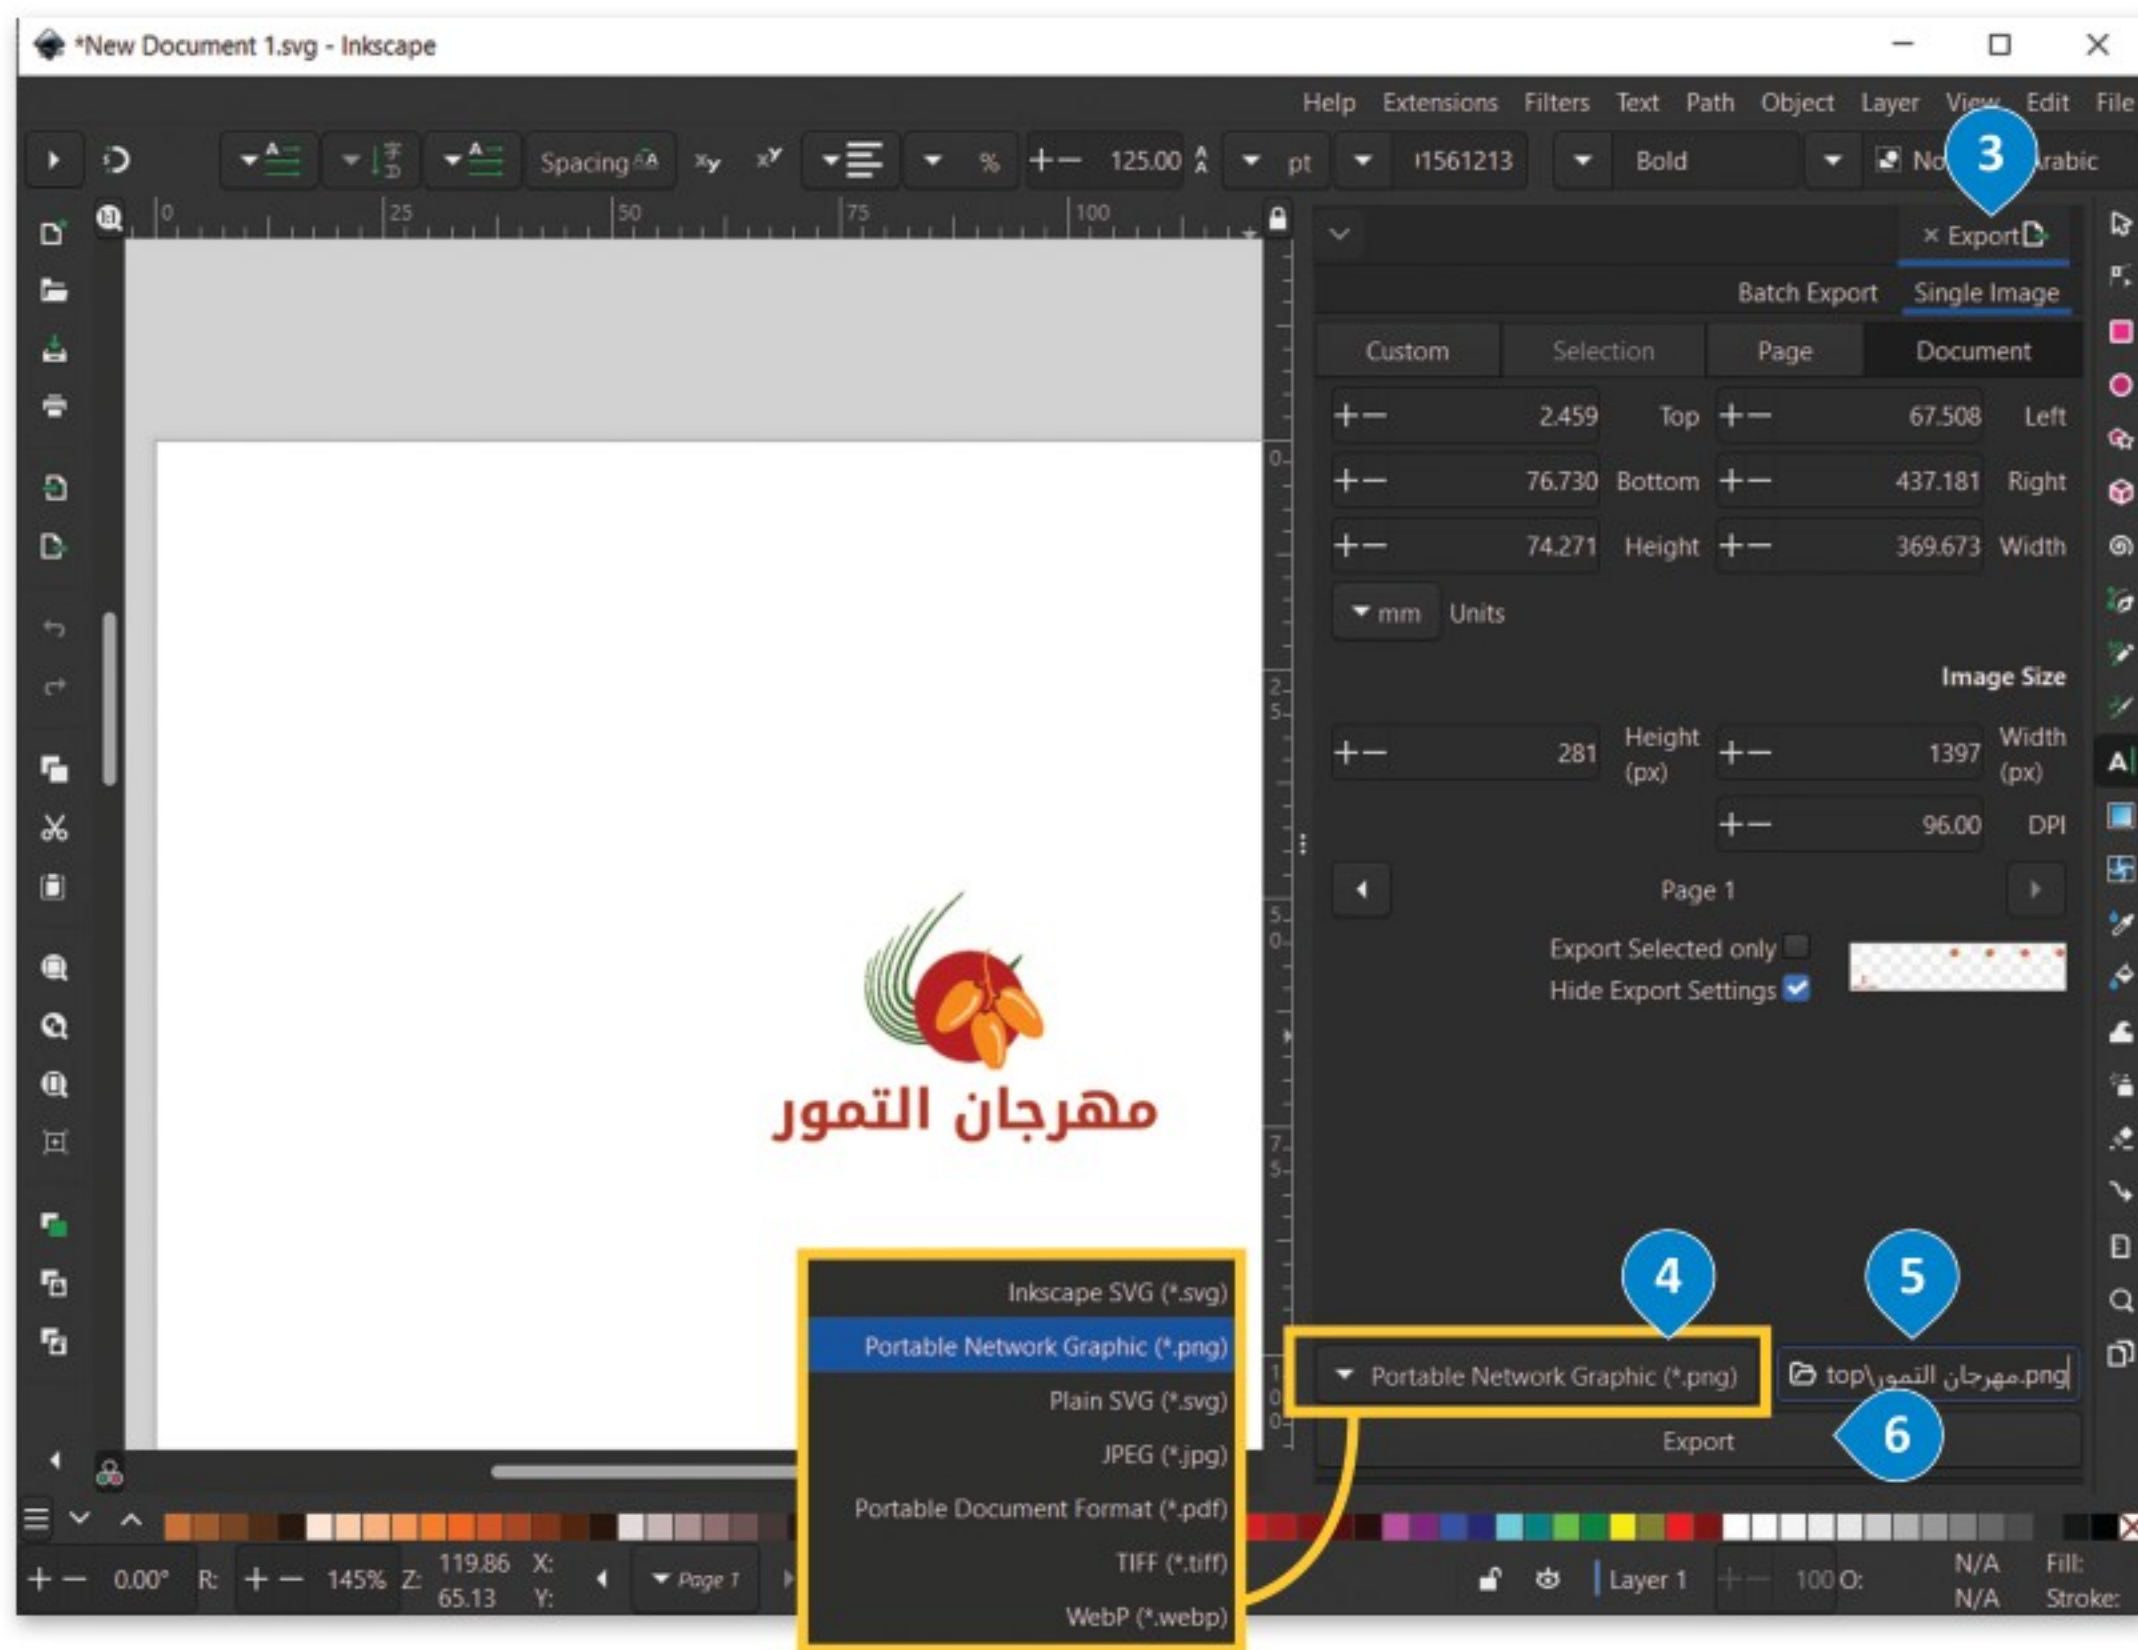 *New Document 1.svg - Inkscape
Help Extensions Filters Text Path Object Layer View Edit File
Spacing % 125.00 pt 11561213 Bold
3
0 25 50 75 100
× Export
Batch Export Single Image
Custom Selection Page Document
2.459 Top 67.508 Left
76.730 Bottom 437.181 Right
74.271 Height 369.673 Width
mm Units
Image Size
281 Height (px) 1397 Width (px)
96.00 DPI
Page 1
Export Selected only
Hide Export Settings
مهرجان التمور
4 5
Inkscape SVG (*.svg)
Portable Network Graphic (*.png)
Plain SVG (*.svg)
JPEG (*.jpg)
Portable Document Format (*.pdf)
TIFF (*.tiff)
WebP (*.webp)
Portable Network Graphic (*.png) top\مهرجان التمور.png
Export 6
0.00° R: 145% Z: 119.86 X: Page 1
65.13 Y:
Layer 1 100 O: N/A Fill:
N/A Stroke: